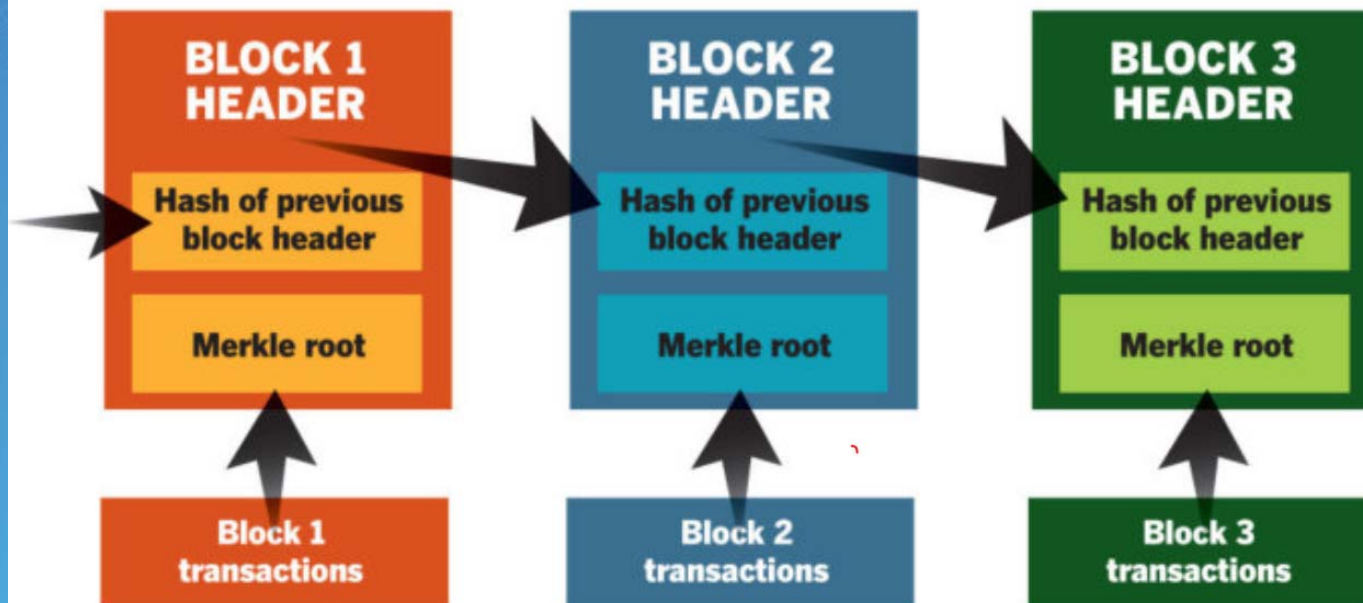 BLOCK 1
HEADER
Hash of previous
block header
Merkle root
Block 1
transactions
BLOCK 2
HEADER
Hash of previous
block header
Merkle root
Block 2
transactions
BLOCK 3
HEADER
Hash of previous
block header
Merkle root
Block 3
transactions